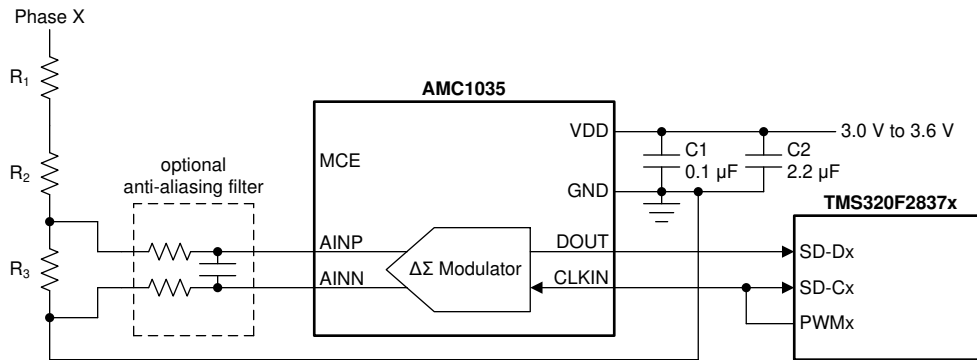 Phase X
R1
R2
R3
optional
anti-aliasing filter
AMC1035
MCE
AINP
AINN
ΔΣ Modulator
VDD
GND
DOUT
CLKIN
C1
0.1 µF
C2
2.2 µF
3.0 V to 3.6 V
TMS320F2837x
SD-Dx
SD-Cx
PWMx